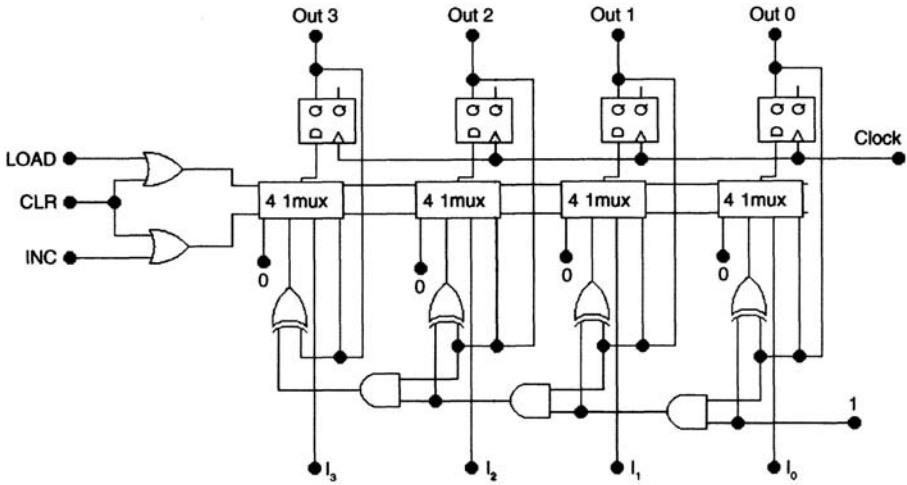 Out 3 Out 2 Out 1 Out 0
D Q Q D Q Q D Q Q D Q Q
Clock
LOAD
CLR
4 1mux 4 1mux 4 1mux 4 1mux
INC
0 0 0 0
1
I₃ I₂ I₁ I₀